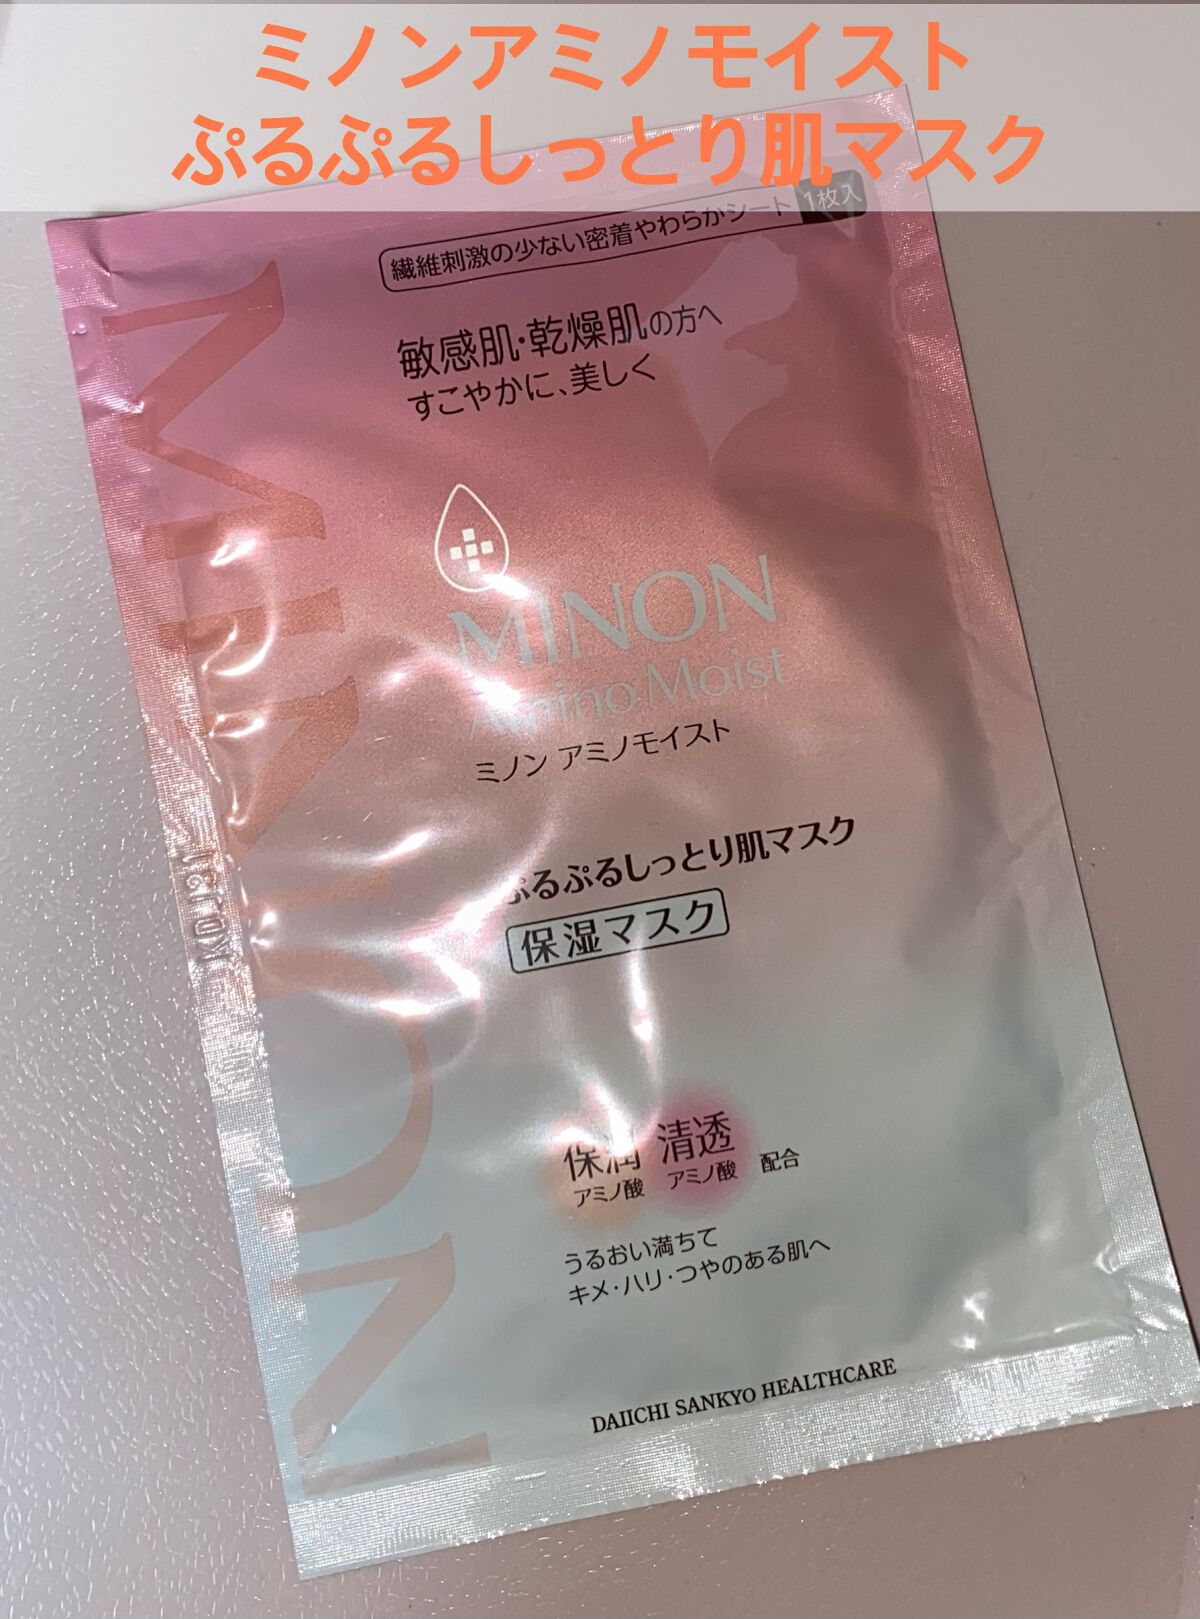 ミノンアミノモイスト
ぷるぷるしっとり肌マスク
繊維刺激の少ない密着やわらかシート 1枚入
敏感肌・乾燥肌の方へ
すこやかに、美しく
MINON
Amino Moist
ミノン アミノモイスト
ぷるぷるしっとり肌マスク
保湿マスク
保潤 清透
アミノ酸 アミノ酸 配合
うるおい満ちて
キメ・ハリ・つやのある肌へ
DAIICHI SANKYO HEALTHCARE
MINON